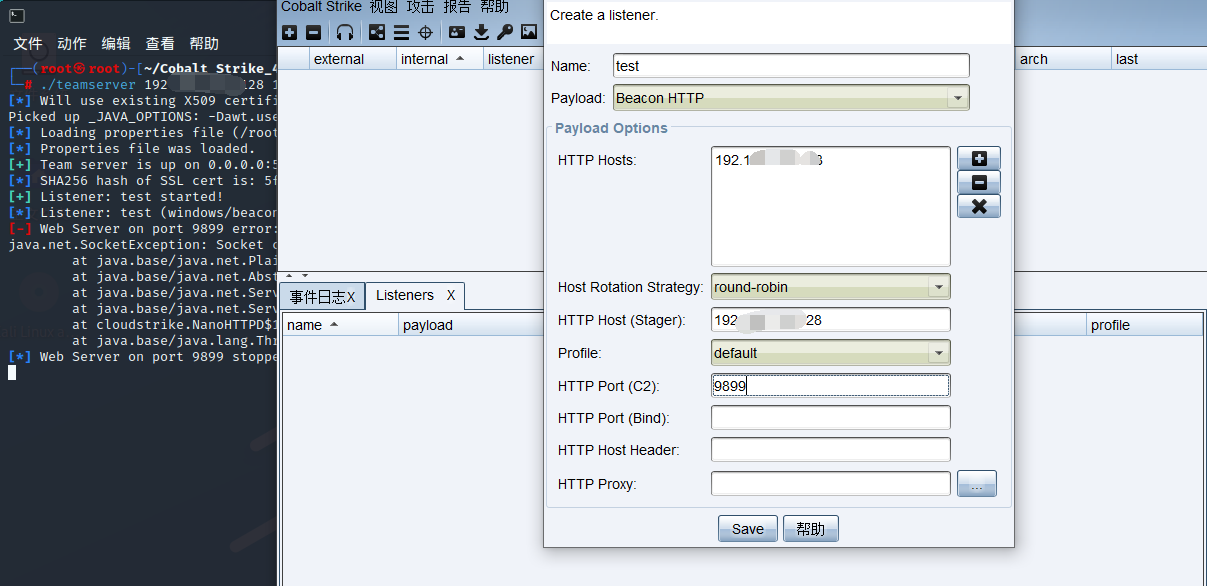 文件 动作 编辑 查看 帮助
(root㉿root)-[~/Cobalt_Strike_4
# ./teamserver 192 128 1
[*] Will use existing X509 certifi
Picked up _JAVA_OPTIONS: -Dawt.use
[*] Loading properties file (/root
[*] Properties file was loaded.
[+] Team server is up on 0.0.0.0:5
[*] SHA256 hash of SSL cert is: 5f
[+] Listener: test started!
[*] Listener: test (windows/beacon
[-] Web Server on port 9899 error:
java.net.SocketException: Socket c
at java.base/java.net.Plai
at java.base/java.net.Abst
at java.base/java.net.Serv
at java.base/java.net.Serv
at cloudstrike.NanoHTTPD$1
at java.base/java.lang.Thr
[*] Web Server on port 9899 stoppe
Cobalt Strike 视图 攻击 报告 帮助
external internal listener arch last
事件日志X Listeners X
name payload profile
Create a listener.
Name: test
Payload: Beacon HTTP
Payload Options
HTTP Hosts: 192.1 8
Host Rotation Strategy: round-robin
HTTP Host (Stager): 192 28
Profile: default
HTTP Port (C2): 9899
HTTP Port (Bind):
HTTP Host Header:
HTTP Proxy: ...
Save 帮助